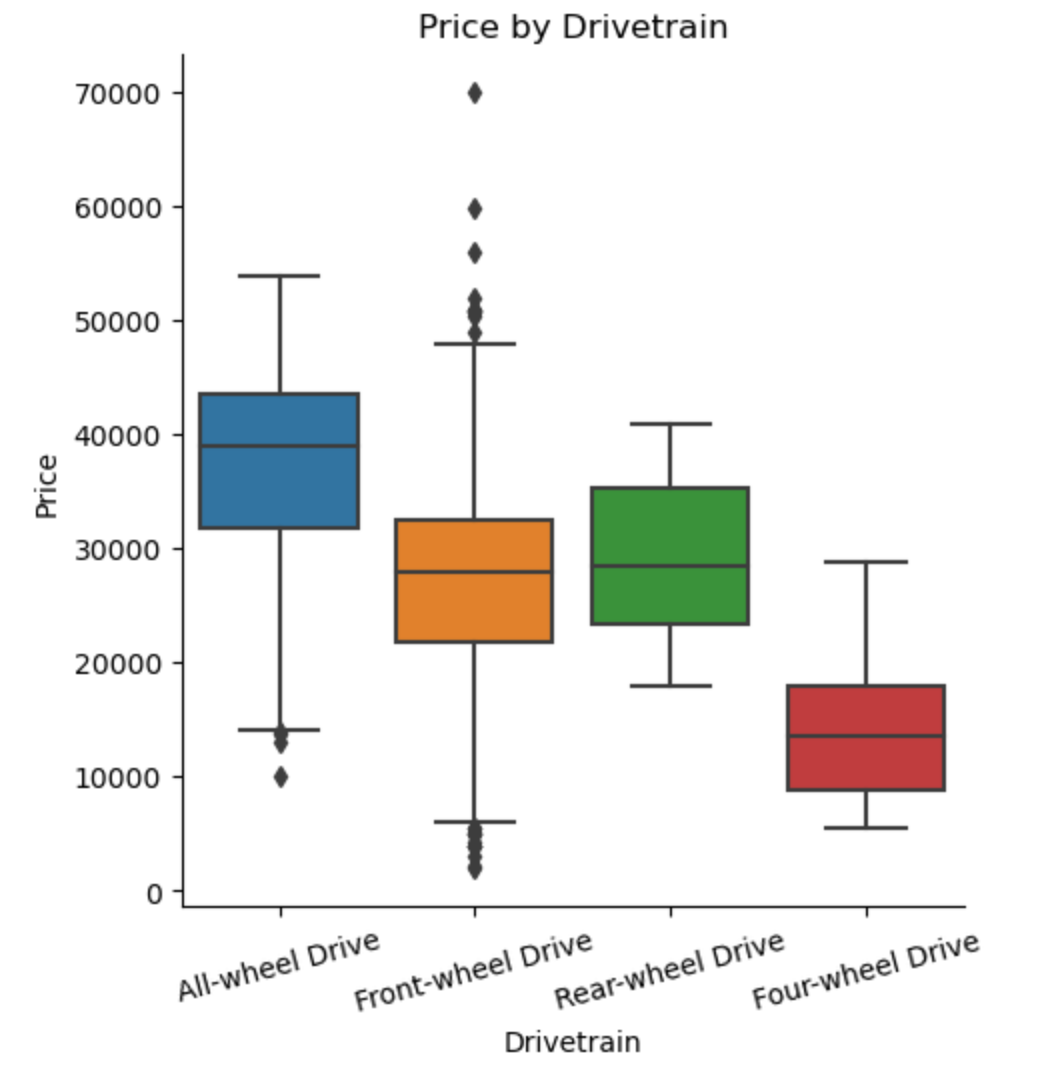 Price by Drivetrain
70000
60000
50000
40000
30000
20000
10000
0
Price
All-wheel Drive
Front-wheel Drive
Rear-wheel Drive
Four-wheel Drive
Drivetrain